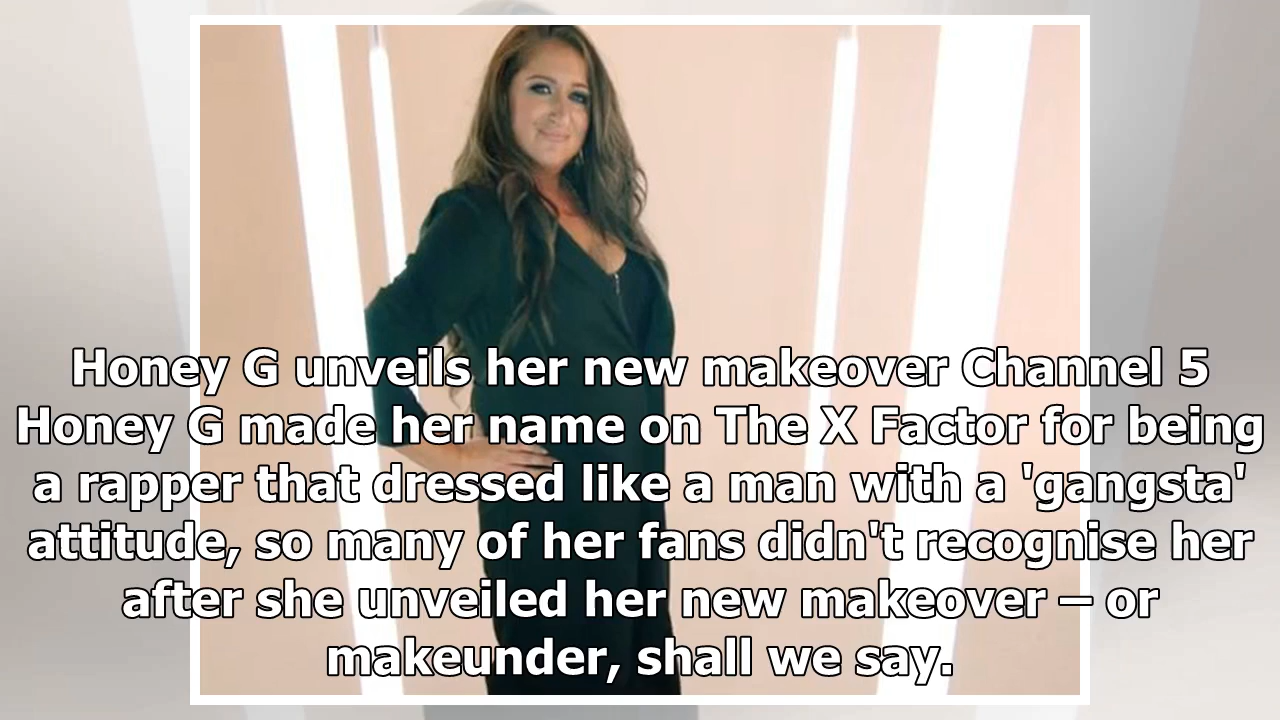 Honey G unveils her new makeover Channel 5
Honey G made her name on The X Factor for being
a rapper that dressed like a man with a 'gangsta'
attitude, so many of her fans didn't recognise her
after she unveiled her new makeover – or
makeunder, shall we say.